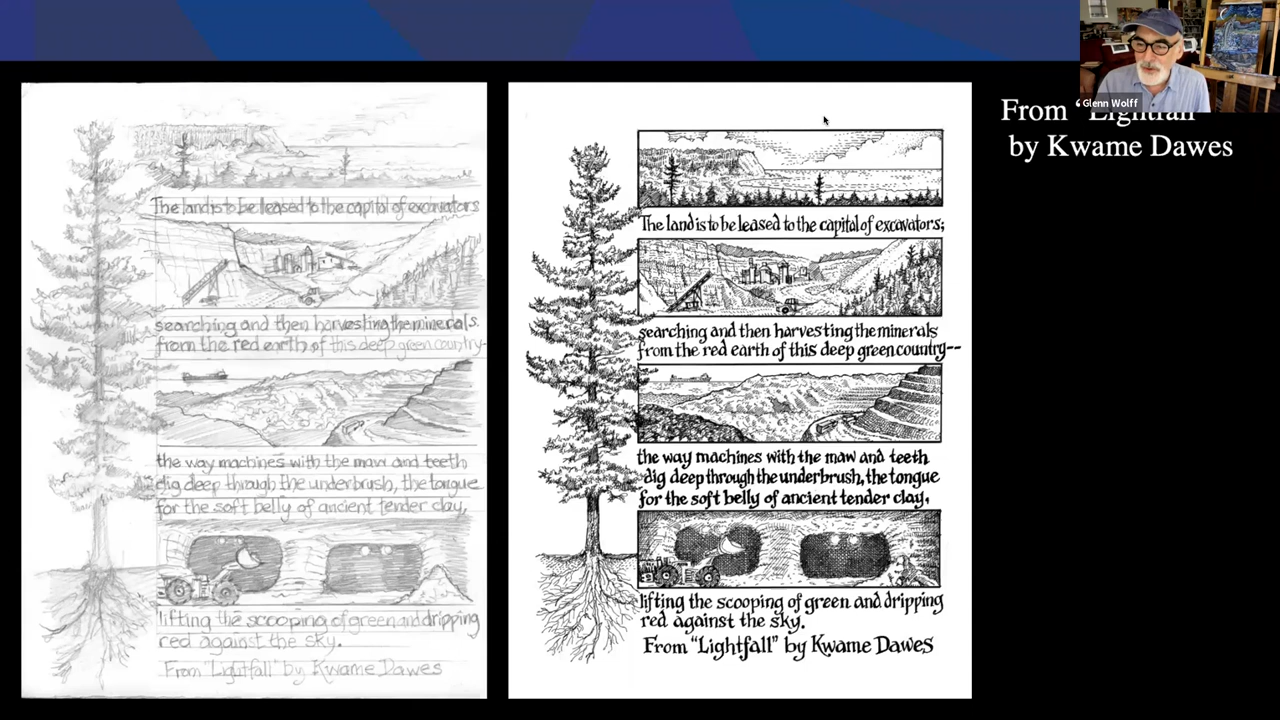 The land is to be leased to the capital of excavators
searching and then harvesting the minerals.
from the red earth of this deep green country-
the way machines with the maw and teeth
dig deep through the underbrush, the tongue
for the soft belly of ancient tender clay,
lifting the scooping of green and dripping
red against the sky.
From "Lightfall" by Kwame Dawes
The land is to be leased to the capital of excavators;
searching and then harvesting the minerals
from the red earth of this deep green country--
the way machines with the maw and teeth
dig deep through the underbrush, the tongue
for the soft belly of ancient tender clay,
lifting the scooping of green and dripping
red against the sky.
From "Lightfall" by Kwame Dawes
Glenn Wolff
From "Lightfall"
by Kwame Dawes